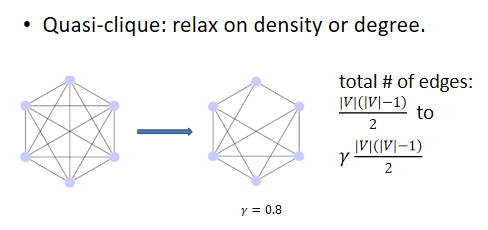 • Quasi-clique: relax on density or degree.
total # of edges:
|V|(|V|−1)/2 to
γ |V|(|V|−1)/2
γ = 0.8